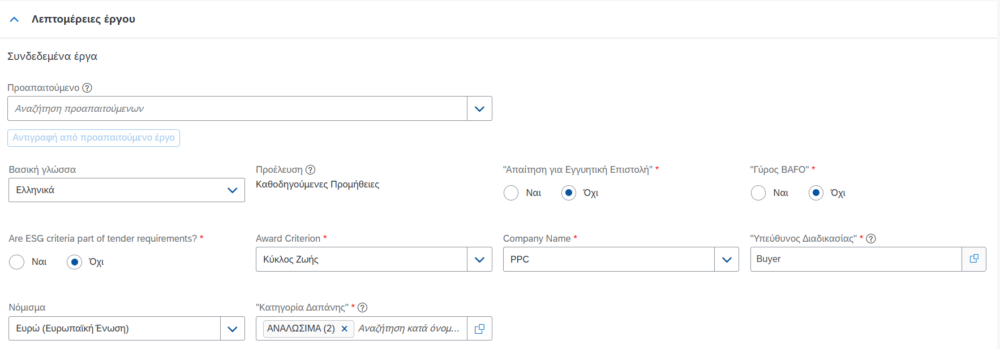 Λεπτομέρειες έργου
Συνδεδεμένα έργα
Προαπαιτούμενο ?
Αναζήτηση προαπαιτούμενων
Αντιγραφή από προαπαιτούμενο έργο
Βασική γλώσσα
Ελληνικά
Προέλευση ?
Καθοδηγούμενες Προμήθειες
"Απαίτηση για Εγγυητική Επιστολή" *
Ναι Όχι
"Γύρος BAFO" *
Ναι Όχι
Are ESG criteria part of tender requirements? *
Ναι Όχι
Award Criterion *
Κύκλος Ζωής
Company Name *
PPC
"Υπεύθυνος Διαδικασίας" * ?
Buyer
Νόμισμα
Ευρώ (Ευρωπαϊκή Ένωση)
"Κατηγορία Δαπάνης" * ?
ΑΝΑΛΩΣΙΜΑ (2) × Αναζήτηση κατά όνομ...